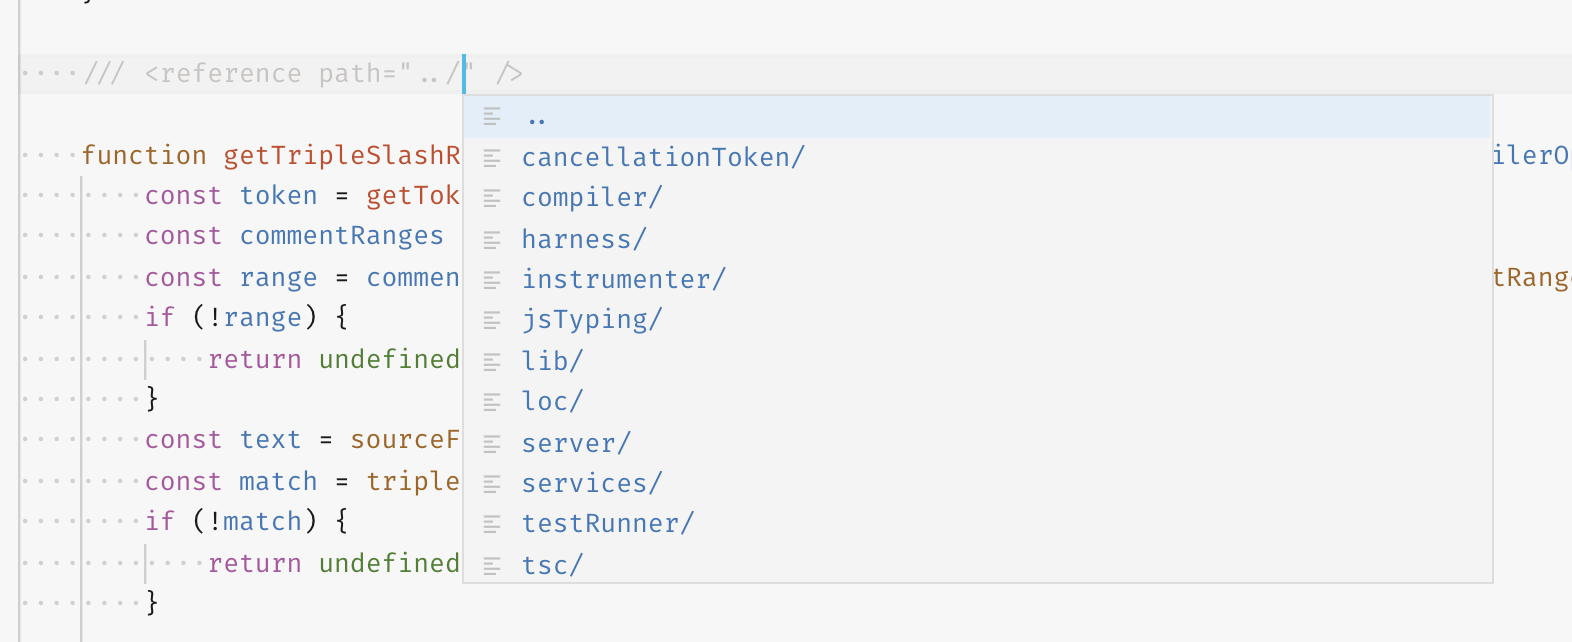 /// <reference path="../" />
..
cancellationToken/
compiler/
harness/
instrumenter/
jsTyping/
lib/
loc/
server/
services/
testRunner/
tsc/
function getTripleSlashR
const token = getTok
const commentRanges
const range = commen
if (!range) {
return undefined
}
const text = sourceF
const match = triple
if (!match) {
return undefined
}
ilerO
tRang